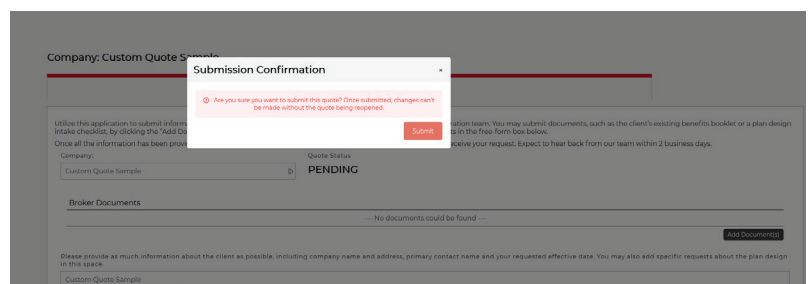 Company: Custom Quote Sample
Submission Confirmation
×
Are you sure you want to submit this quote? Once submitted, changes can't
be made without the quote being reopened.
Submit
Utilize this application to submit inform ration team. You may submit documents, such as the client's existing benefits booklet or a plan design
intake checklist, by clicking the "Add Do ts in the free-form box below.
Once all the information has been prov eceive your request. Expect to hear back from our team within 2 business days.
Company: Quote Status
Custom Quote Sample PENDING
Broker Documents
--- No documents could be found ---
Add Document(s)
Please provide as much information about the client as possible, including company name and address, primary contact name and your requested effective date. You may also add specific requests about the plan design
in this space.
Custom Quote Sample